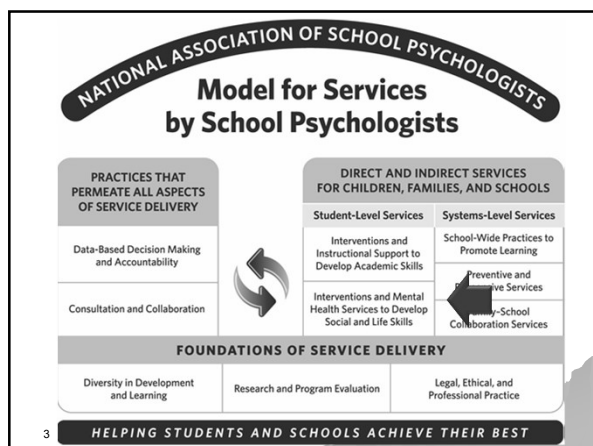 NATIONAL ASSOCIATION OF SCHOOL PSYCHOLOGISTS
Model for Services
by School Psychologists
PRACTICES THAT
PERMEATE ALL ASPECTS
OF SERVICE DELIVERY
Data-Based Decision Making
and Accountability
Consultation and Collaboration
DIRECT AND INDIRECT SERVICES
FOR CHILDREN, FAMILIES, AND SCHOOLS
Student-Level Services
Interventions and
Instructional Support to
Develop Academic Skills
Interventions and Mental
Health Services to Develop
Social and Life Skills
Systems-Level Services
School-Wide Practices to
Promote Learning
Preventive and
Services
Collaboration Services
FOUNDATIONS OF SERVICE DELIVERY
Diversity in Development
and Learning
Research and Program Evaluation
Legal, Ethical, and
Professional Practice
3
HELPING STUDENTS AND SCHOOLS ACHIEVE THEIR BEST